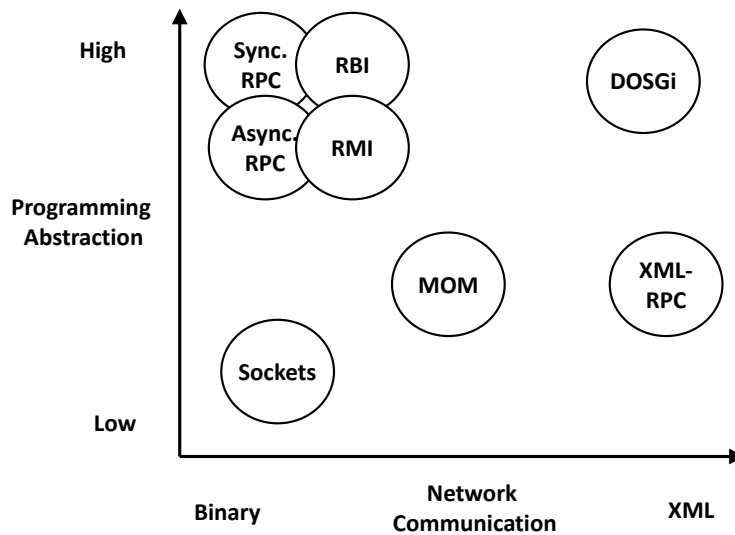 High
Sync.
RPC
RBI
DOSGi
Async.
RPC
RMI
Programming
Abstraction
MOM
XML-
RPC
Sockets
Low
Binary
Network
Communication
XML